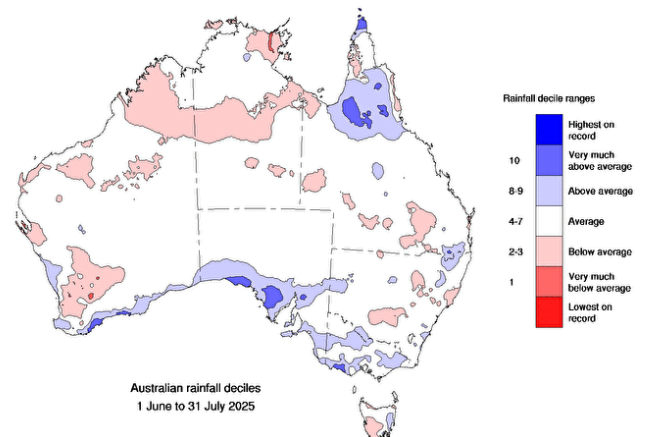 Rainfall decile ranges
Highest on
record
10
Very much
above average
8-9
Above average
4-7
Average
2-3
Below average
1
Very much
below average
Lowest on
record
Australian rainfall deciles
1 June to 31 July 2025